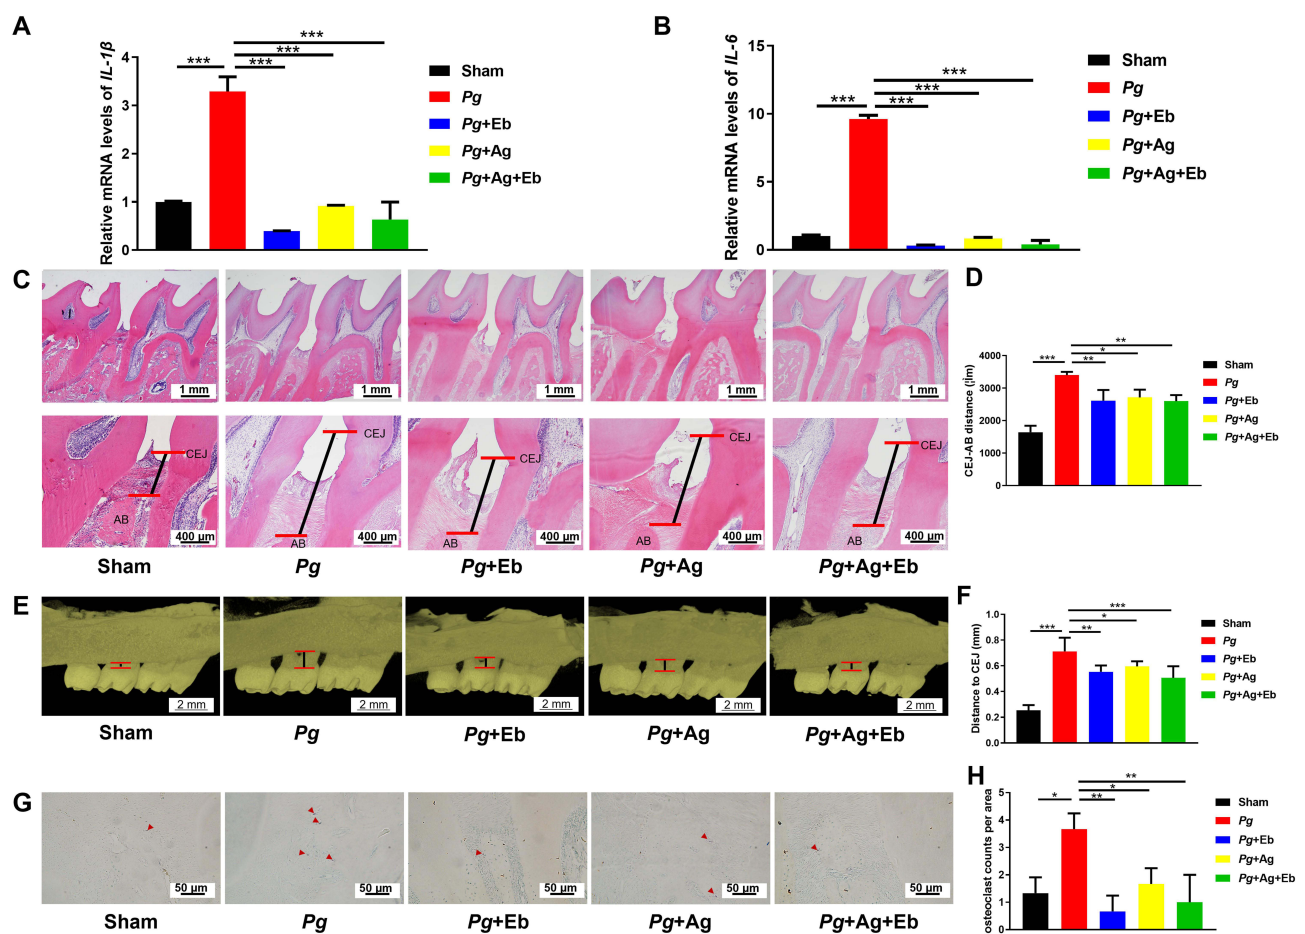 A
Relative mRNA levels of IL-1β
0
1
2
3
4
***
***
***
***
Sham
Pg
Pg+Eb
Pg+Ag
Pg+Ag+Eb
B
Relative mRNA levels of IL-6
0
5
10
15
***
***
***
***
Sham
Pg
Pg+Eb
Pg+Ag
Pg+Ag+Eb
C
1 mm
1 mm
1 mm
1 mm
1 mm
CEJ
AB
400 µm
CEJ
AB
400 µm
CEJ
AB
400 µm
CEJ
AB
400 µm
CEJ
AB
400 µm
Sham
Pg
Pg+Eb
Pg+Ag
Pg+Ag+Eb
D
CEJ-AB distance (¦Ìm)
0
1000
2000
3000
4000
***
**
*
**
Sham
Pg
Pg+Eb
Pg+Ag
Pg+Ag+Eb
E
2 mm
2 mm
2 mm
2 mm
2 mm
Sham
Pg
Pg+Eb
Pg+Ag
Pg+Ag+Eb
F
Distance to CEJ (mm)
0.0
0.2
0.4
0.6
0.8
1.0
***
**
*
***
Sham
Pg
Pg+Eb
Pg+Ag
Pg+Ag+Eb
G
50 µm
50 µm
50 µm
50 µm
50 µm
Sham
Pg
Pg+Eb
Pg+Ag
Pg+Ag+Eb
H
osteoclast counts per area
0
1
2
3
4
5
*
**
*
**
Sham
Pg
Pg+Eb
Pg+Ag
Pg+Ag+Eb